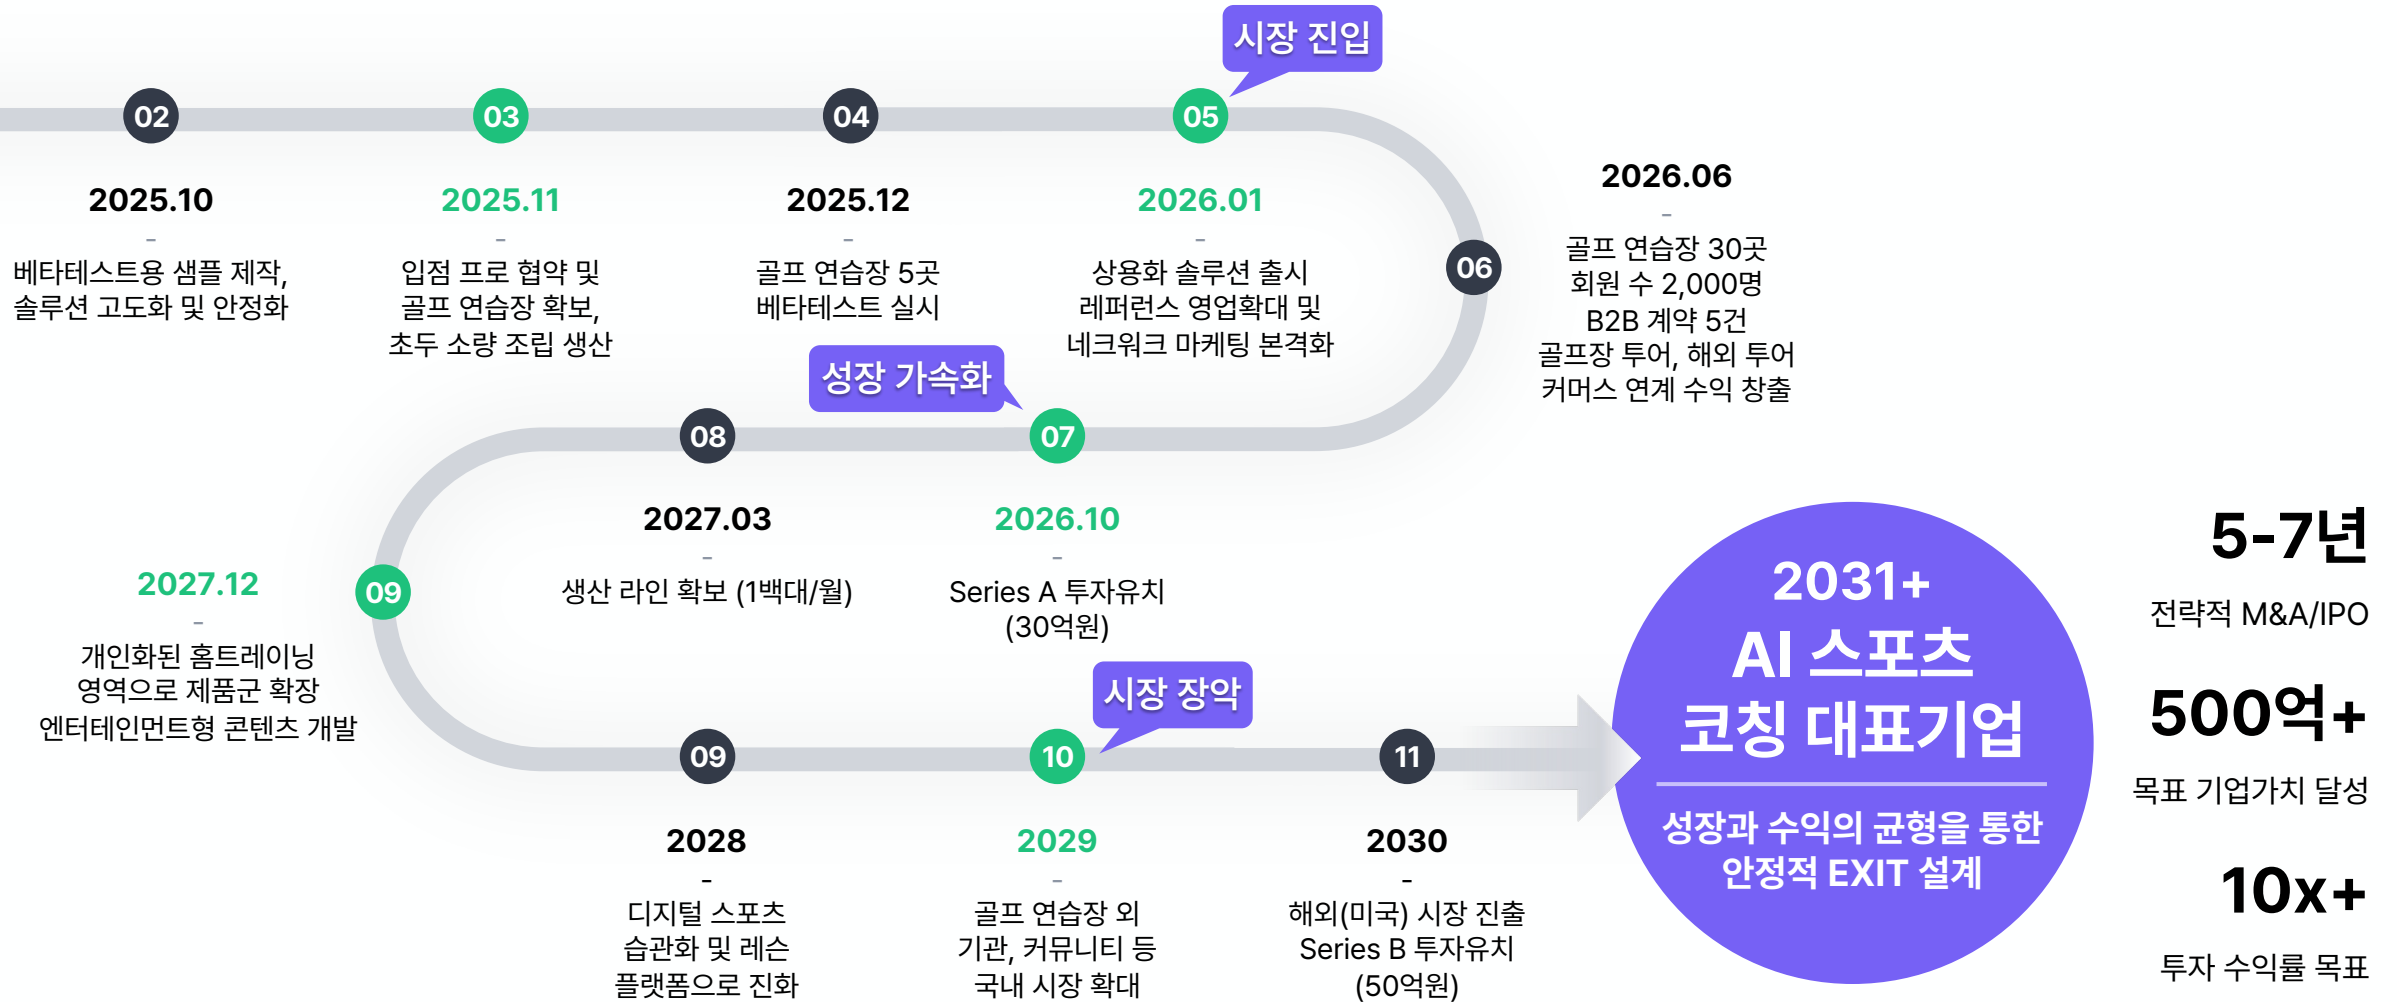 시장 진입
02
03
04
05
2025.10
-
베타테스트용 샘플 제작,
솔루션 고도화 및 안정화
2025.11
-
입점 프로 협약 및
골프 연습장 확보,
초두 소량 조립 생산
2025.12
-
골프 연습장 5곳
베타테스트 실시
2026.01
-
상용화 솔루션 출시
레퍼런스 영업확대 및
네크워크 마케팅 본격화
06
2026.06
-
골프 연습장 30곳
회원 수 2,000명
B2B 계약 5건
골프장 투어, 해외 투어
커머스 연계 수익 창출
성장 가속화
07
2026.10
-
Series A 투자유치
(30억원)
08
2027.03
-
생산 라인 확보 (1백대/월)
09
2027.12
-
개인화된 홈트레이닝
영역으로 제품군 확장
엔터테인먼트형 콘텐츠 개발
09
2028
-
디지털 스포츠
습관화 및 레슨
플랫폼으로 진화
시장 장악
10
2029
-
골프 연습장 외
기관, 커뮤니티 등
국내 시장 확대
11
2030
-
해외(미국) 시장 진출
Series B 투자유치
(50억원)
2031+
AI 스포츠
코칭 대표기업
성장과 수익의 균형을 통한
안정적 EXIT 설계
5-7년
전략적 M&A/IPO
500억+
목표 기업가치 달성
10x+
투자 수익률 목표